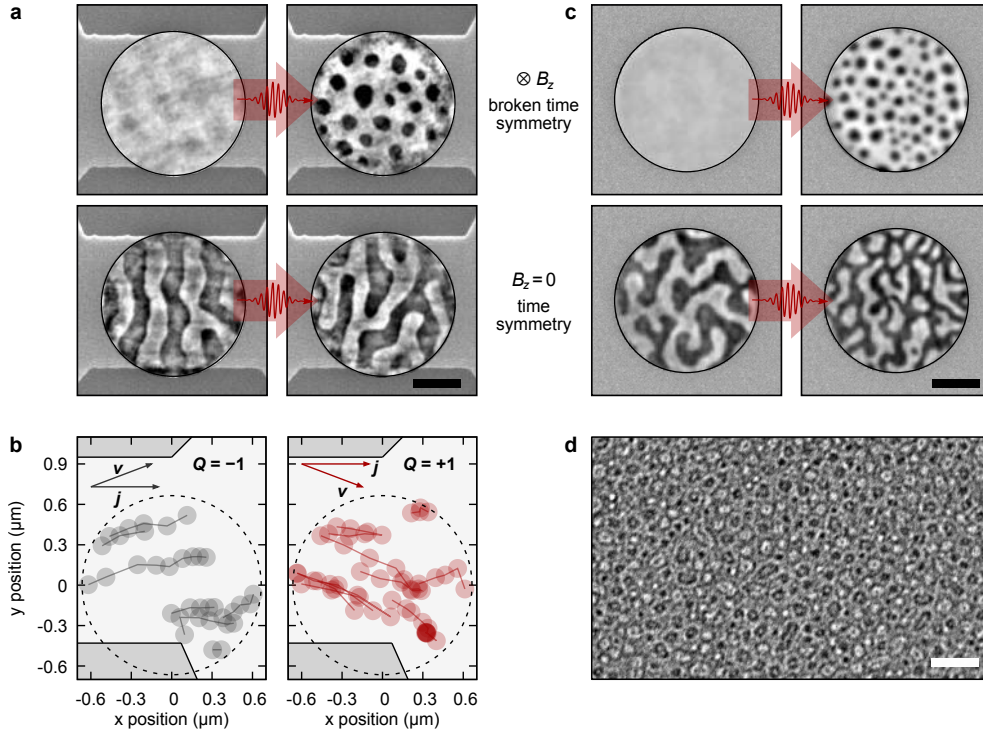 a
c
⊗ B_z
broken time
symmetry
B_z = 0
time
symmetry
b
d
Q = −1
v
j
Q = +1
j
v
y position (µm)
0.9
0.6
0.3
0
-0.3
-0.6
-0.6 -0.3 0 0.3 0.6
-0.6 -0.3 0 0.3 0.6
x position (µm)
x position (µm)